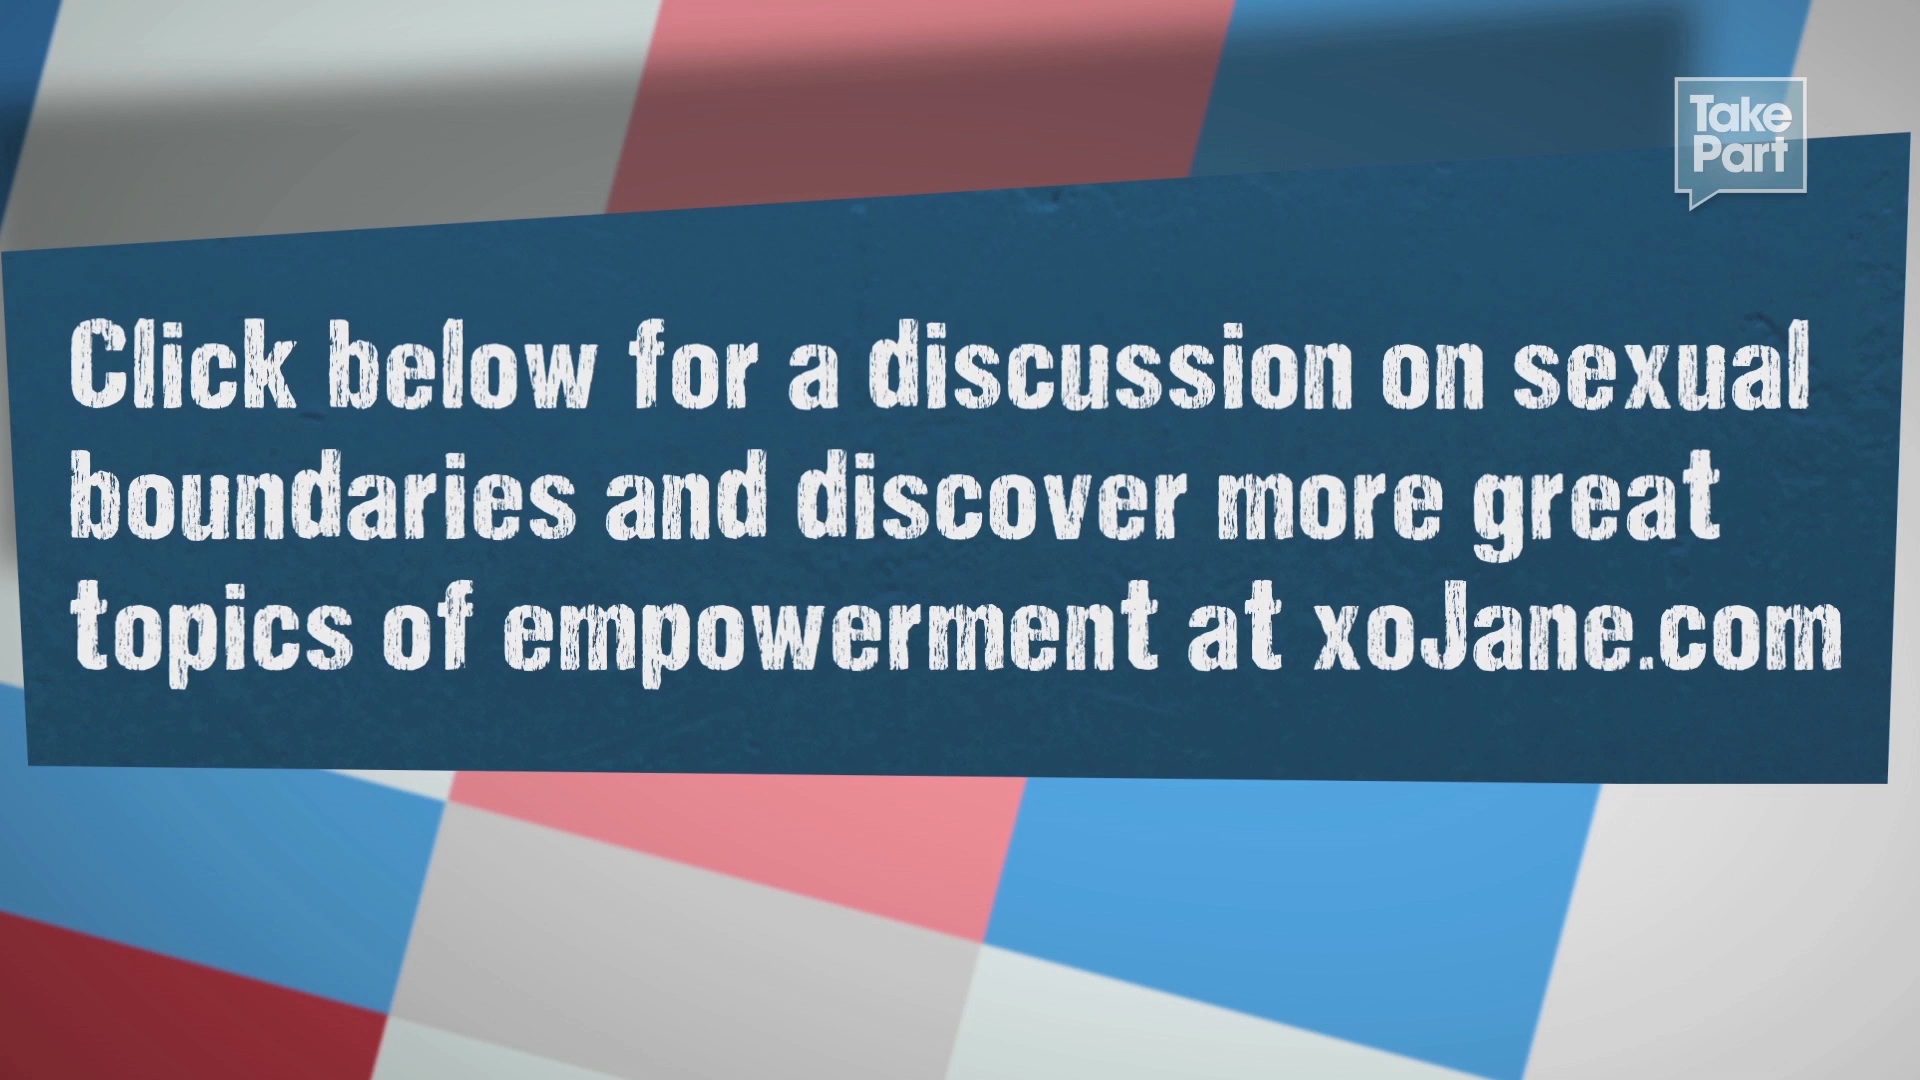 Take
Part
Click below for a discussion on sexual
boundaries and discover more great
topics of empowerment at xoJane.com